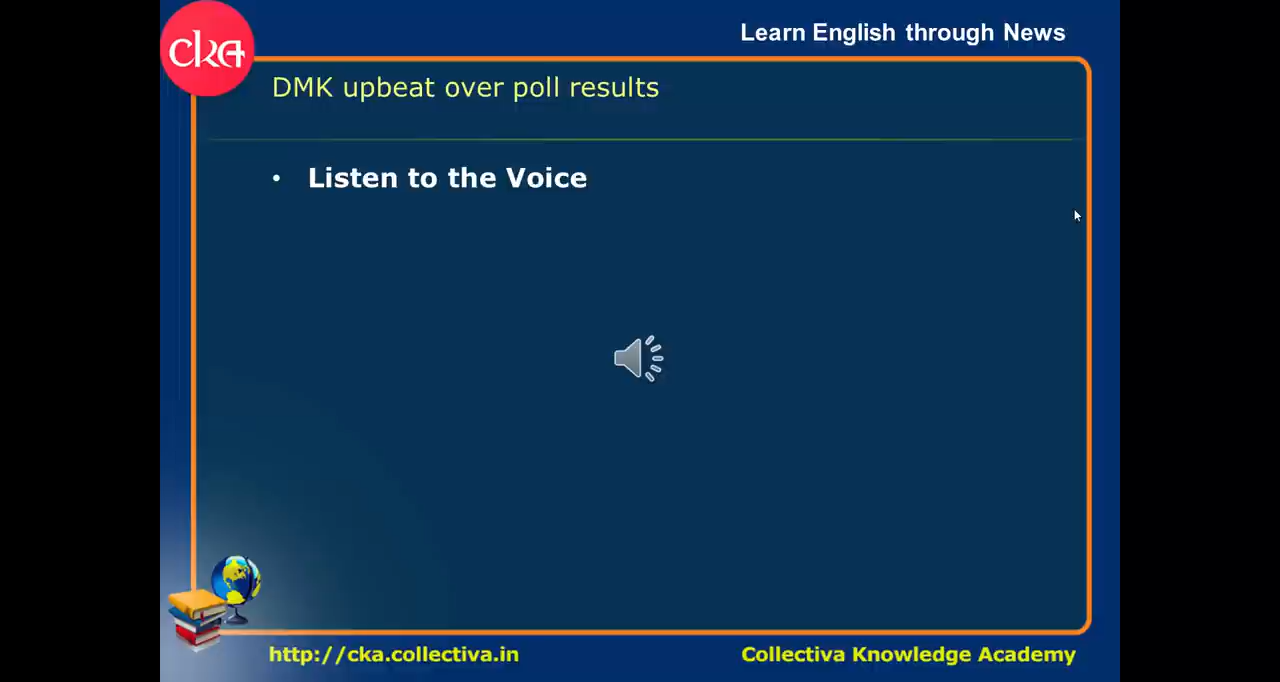 cka
Learn English through News
DMK upbeat over poll results
• Listen to the Voice
http://cka.collectiva.in
Collectiva Knowledge Academy